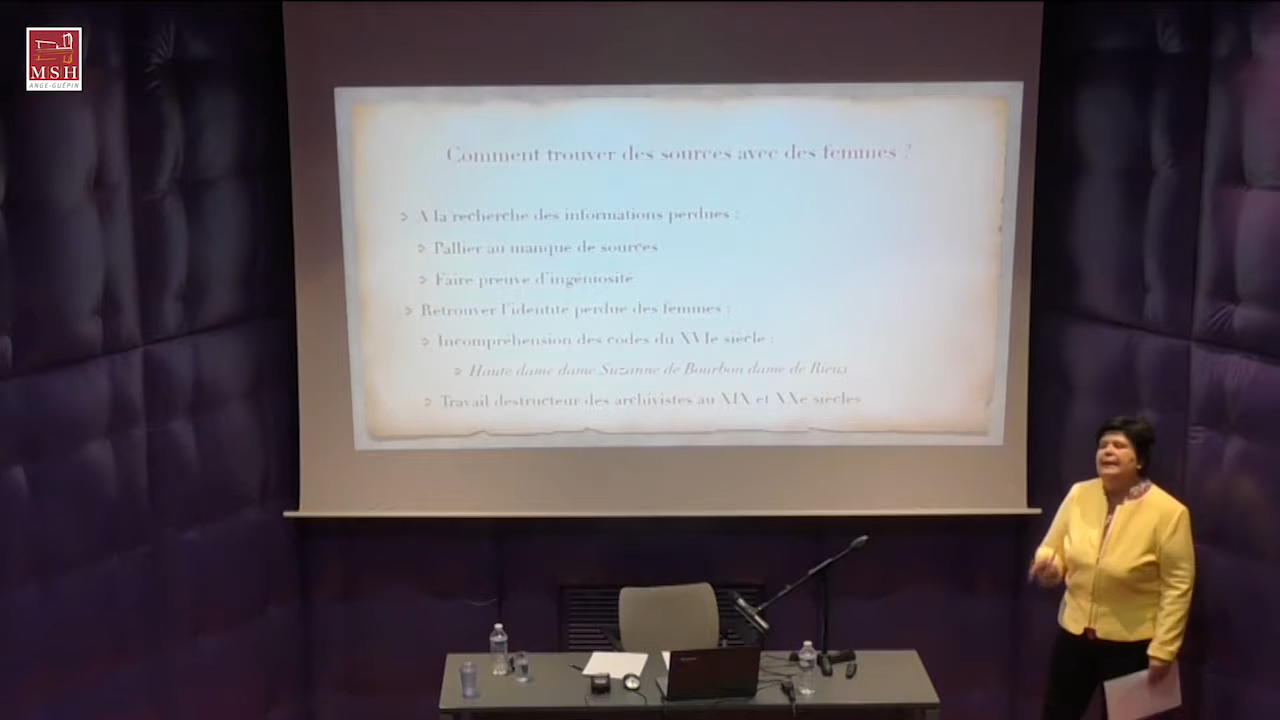 MSH
ANGE-GUÉPIN
Comment trouver des sources avec des femmes ?
A la recherche des informations perdues :
Pallier au manque de sources
Faire preuve d'ingéniosité
Retrouver l'identité perdue des femmes :
Incompréhension des codes du XVIe siècle :
Haute dame dame Suzanne de Bourbon dame de Rieux
Travail destructeur des archivistes au XIX et XXe siècles